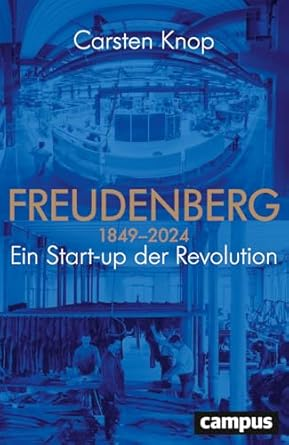 Carsten Knop
FREUDENBERG
1849–2024
Ein Start-up der Revolution
campus